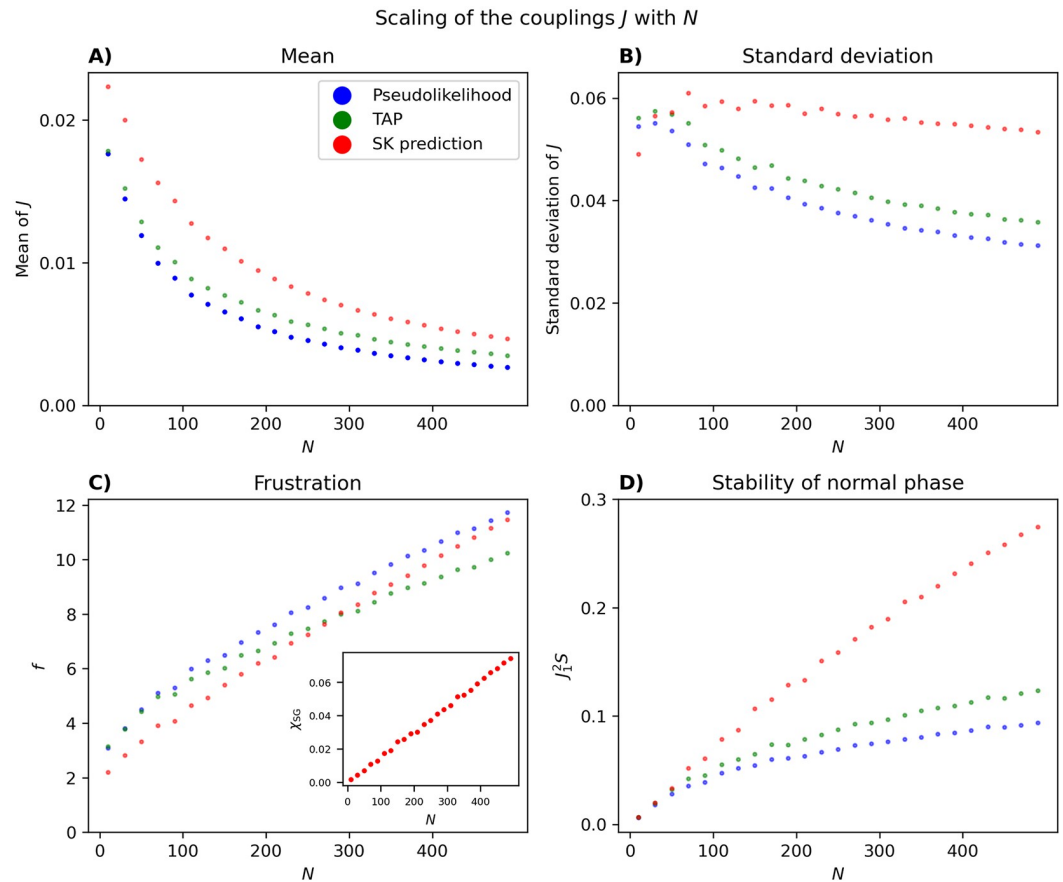 Scaling of the couplings J with N
A) Mean
Mean of J
0.02
0.01
0.00
Pseudolikelihood
TAP
SK prediction
0 100 200 300 400
N
B) Standard deviation
Standard deviation of J
0.06
0.04
0.02
0.00
0 100 200 300 400
N
C) Frustration
f
12
10
8
6
4
2
0
χSG
0.06
0.04
0.02
0.00
0 100 200 300 400
N
0 100 200 300 400
N
D) Stability of normal phase
J₁²S
0.3
0.2
0.1
0.0
0 100 200 300 400
N